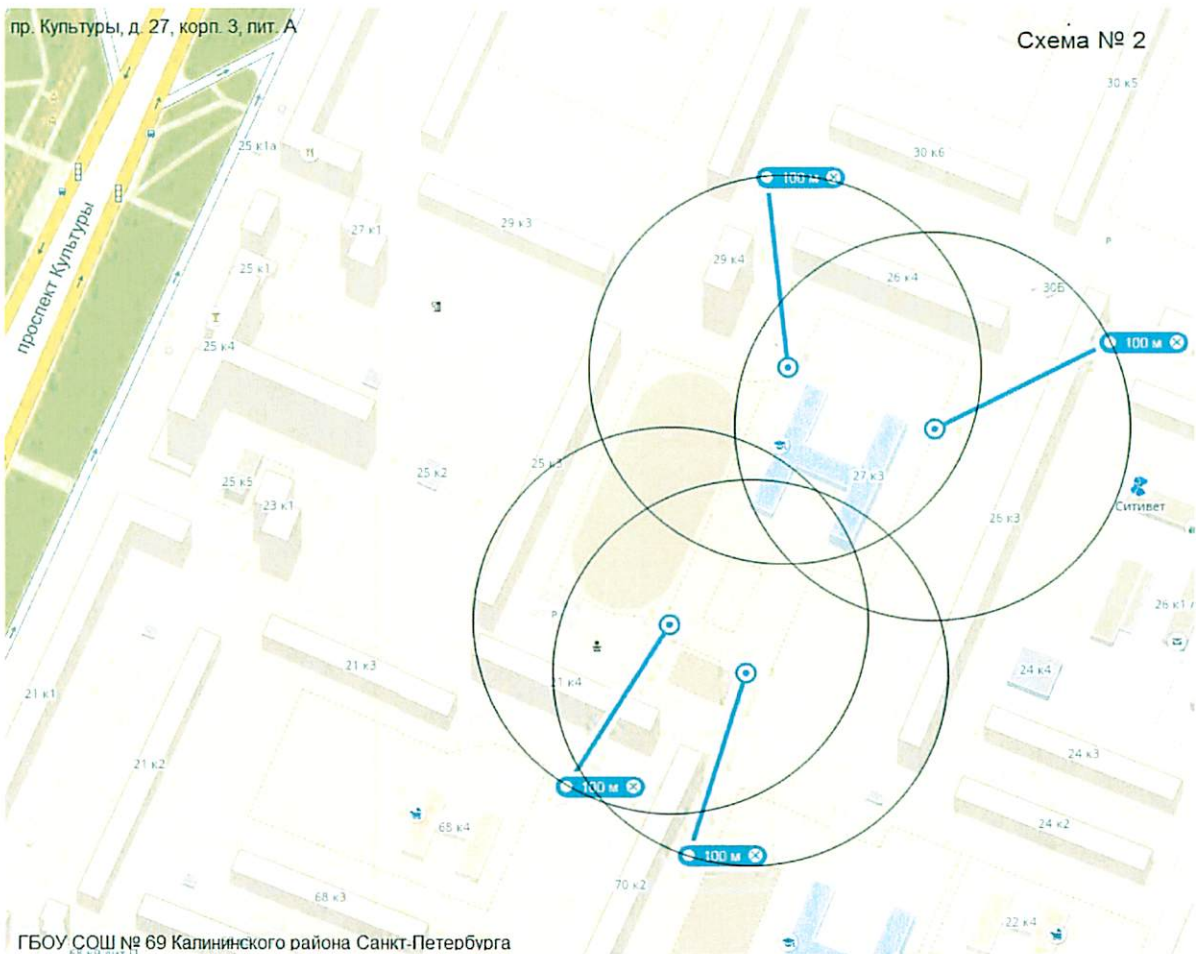 пр. Культуры, д. 27, корп. 3, лит. А
Схема № 2
30 к5
25 к1а
30 к6
100 м
29 к3
27 к1
29 к4
26 к4
25 к1
30Б
проспект Культуры
25 к4
100 м
25 к3
25 к2
27 к3
25 к5
23 к1
26 к3
Ситивет
P
P
26 к1
21 к3
21 к4
24 к4
21 к1
24 к3
21 к2
100 м
68 к4
24 к2
100 м
70 к2
68 к3
22 к4
ГБОУ СОШ № 69 Калининского района Санкт-Петербурга